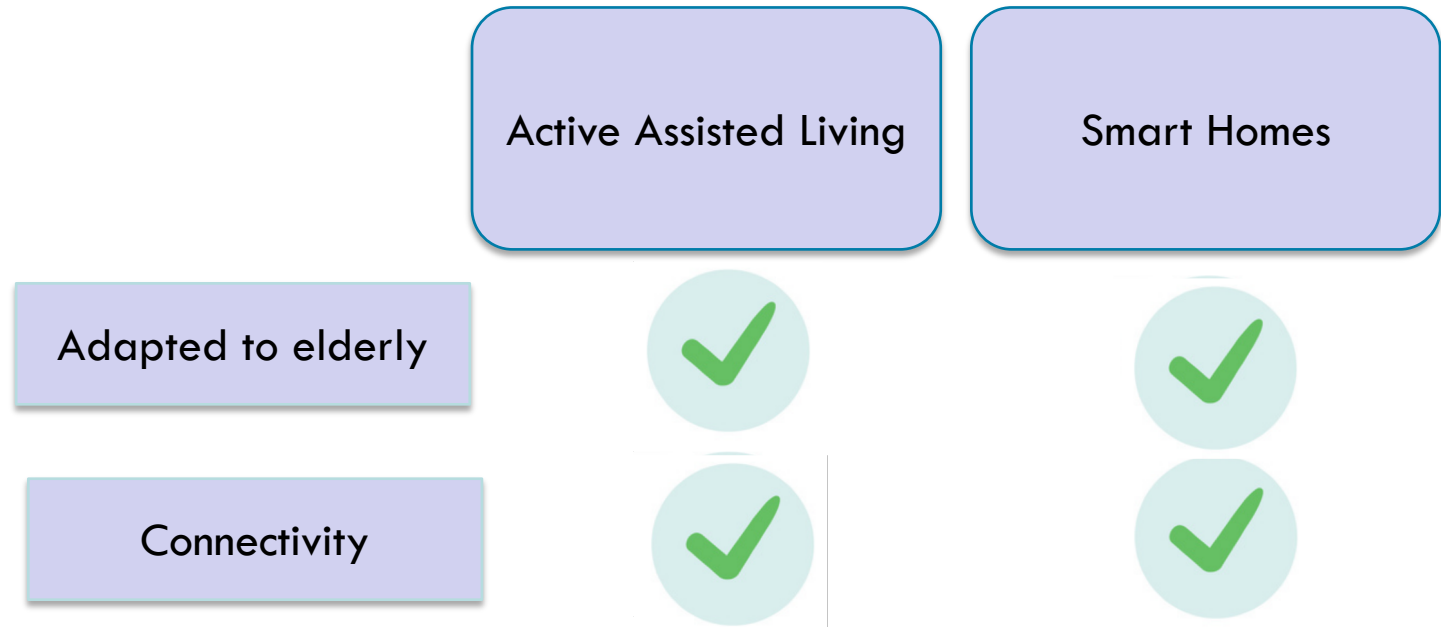 Active Assisted Living
Smart Homes
Adapted to elderly
Connectivity